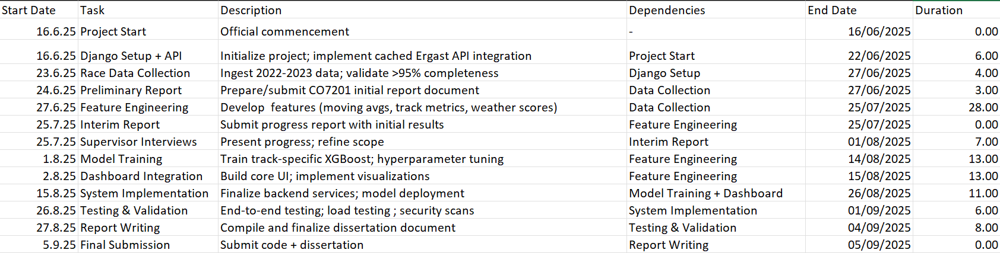 Start Date Task Description Dependencies End Date Duration
16.6.25 Project Start Official commencement - 16/06/2025 0.00
16.6.25 Django Setup + API Initialize project; implement cached Ergast API integration Project Start 22/06/2025 6.00
23.6.25 Race Data Collection Ingest 2022-2023 data; validate >95% completeness Django Setup 27/06/2025 4.00
24.6.25 Preliminary Report Prepare/submit CO7201 initial report document Data Collection 27/06/2025 3.00
27.6.25 Feature Engineering Develop  features (moving avgs, track metrics, weather scores) Data Collection 25/07/2025 28.00
25.7.25 Interim Report Submit progress report with initial results Feature Engineering 25/07/2025 0.00
25.7.25 Supervisor Interviews Present progress; refine scope Interim Report 01/08/2025 7.00
1.8.25 Model Training Train track-specific XGBoost; hyperparameter tuning Feature Engineering 14/08/2025 13.00
2.8.25 Dashboard Integration Build core UI; implement visualizations Feature Engineering 15/08/2025 13.00
15.8.25 System Implementation Finalize backend services; model deployment Model Training + Dashboard 26/08/2025 11.00
26.8.25 Testing & Validation End-to-end testing; load testing ; security scans System Implementation 01/09/2025 6.00
27.8.25 Report Writing Compile and finalize dissertation document Testing & Validation 04/09/2025 8.00
5.9.25 Final Submission Submit code + dissertation Report Writing 05/09/2025 0.00